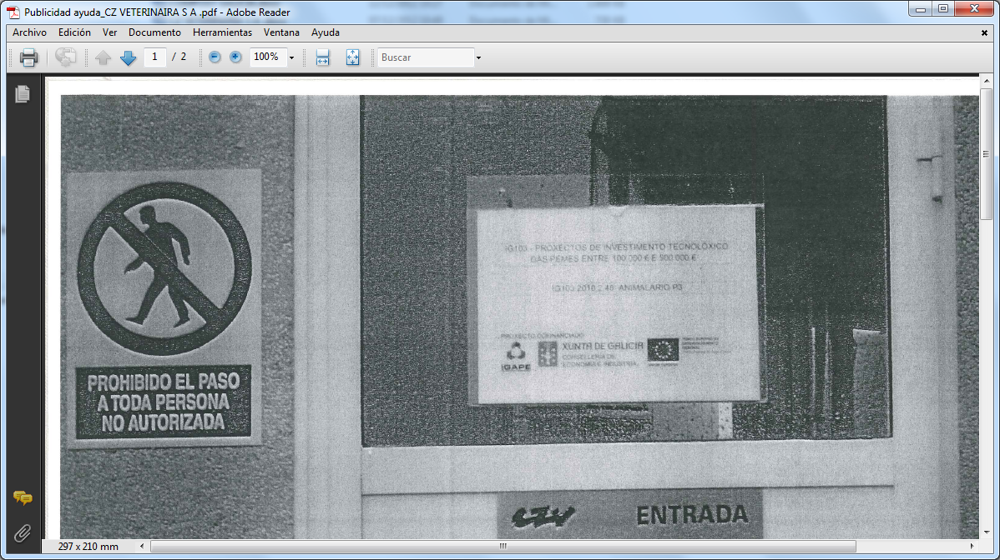 Publicidad ayuda_CZ VETERINAIRA S A .pdf - Adobe Reader
Archivo Edición Ver Documento Herramientas Ventana Ayuda
1 / 2 100% Buscar
PROHIBIDO EL PASO
A TODA PERSONA
NO AUTORIZADA
IG103 - PROXECTOS DE INVESTIMENTO TECNOLÓXICO
DAS PEMES ENTRE 100.000 € E 500.000 €
IG103.2010.2.48: ANIMALARIO P3
PROXECTO COFINANCIADO
IGAPE
XUNTA DE GALICIA
CONSELLERÍA DE
ECONOMÍA E INDUSTRIA
CZV ENTRADA
297 x 210 mm